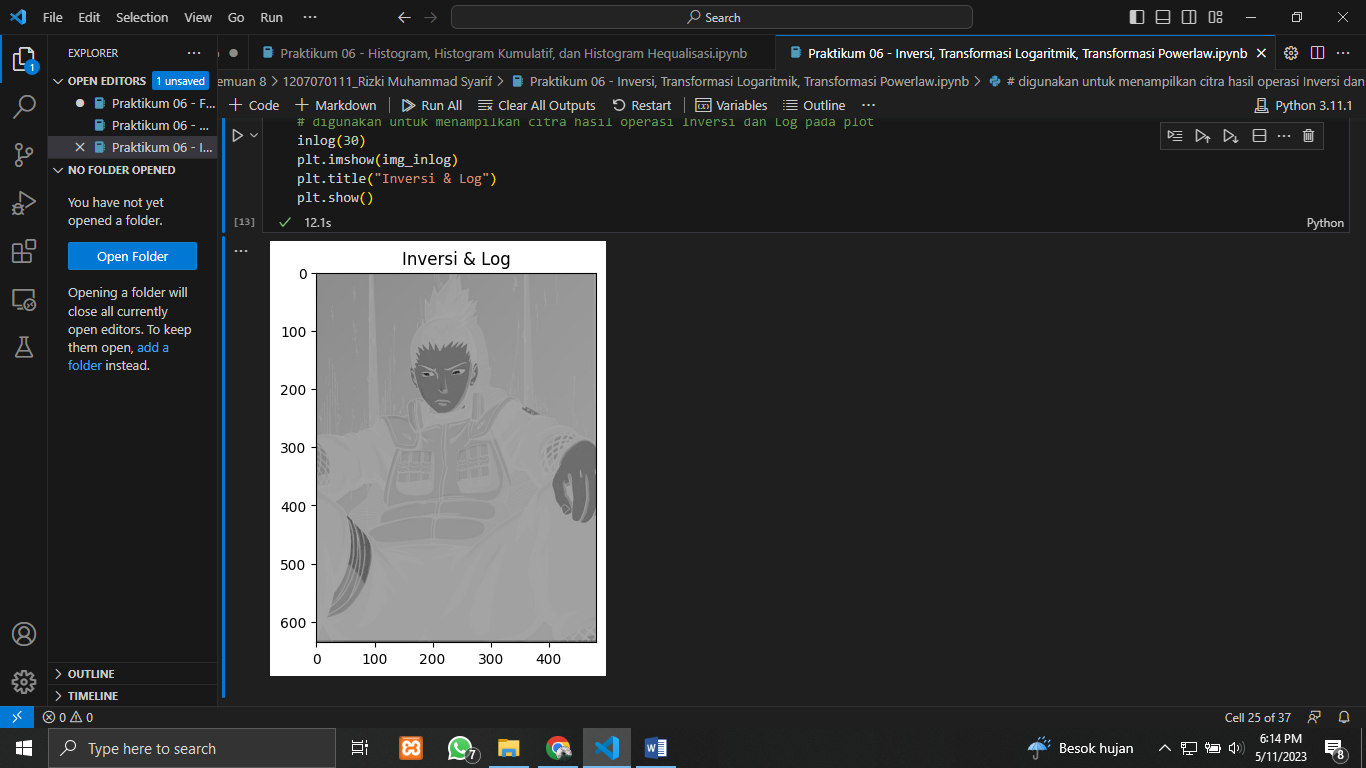 File Edit Selection View Go Run ···
Search
EXPLORER ···
OPEN EDITORS 1 unsaved
Praktikum 06 - F...
Praktikum 06 - ...
Praktikum 06 - I...
NO FOLDER OPENED
You have not yet
opened a folder.
Open Folder
Opening a folder will
close all currently
open editors. To keep
them open, add a
folder instead.
OUTLINE
TIMELINE
Praktikum 06 - Histogram, Histogram Kumulatif, dan Histogram Hequalisasi.ipynb
Praktikum 06 - Inversi, Transformasi Logaritmik, Transformasi Powerlaw.ipynb
emuan 8 > 1207070111_Rizki Muhammad Syarif > Praktikum 06 - Inversi, Transformasi Logaritmik, Transformasi Powerlaw.ipynb > # digunakan untuk menampilkan citra hasil operasi Inversi dan
Code Markdown Run All Clear All Outputs Restart Variables Outline ··· Python 3.11.1
# digunakan untuk menampilkan citra hasil operasi Inversi dan Log pada plot
inlog(30)
plt.imshow(img_inlog)
plt.title("Inversi & Log")
plt.show()
[13] 12.1s Python
Inversi & Log
0
100
200
300
400
500
600
0 100 200 300 400
0 0 Cell 25 of 37
Type here to search 7 Besok hujan 6:14 PM
5/11/2023 8
1